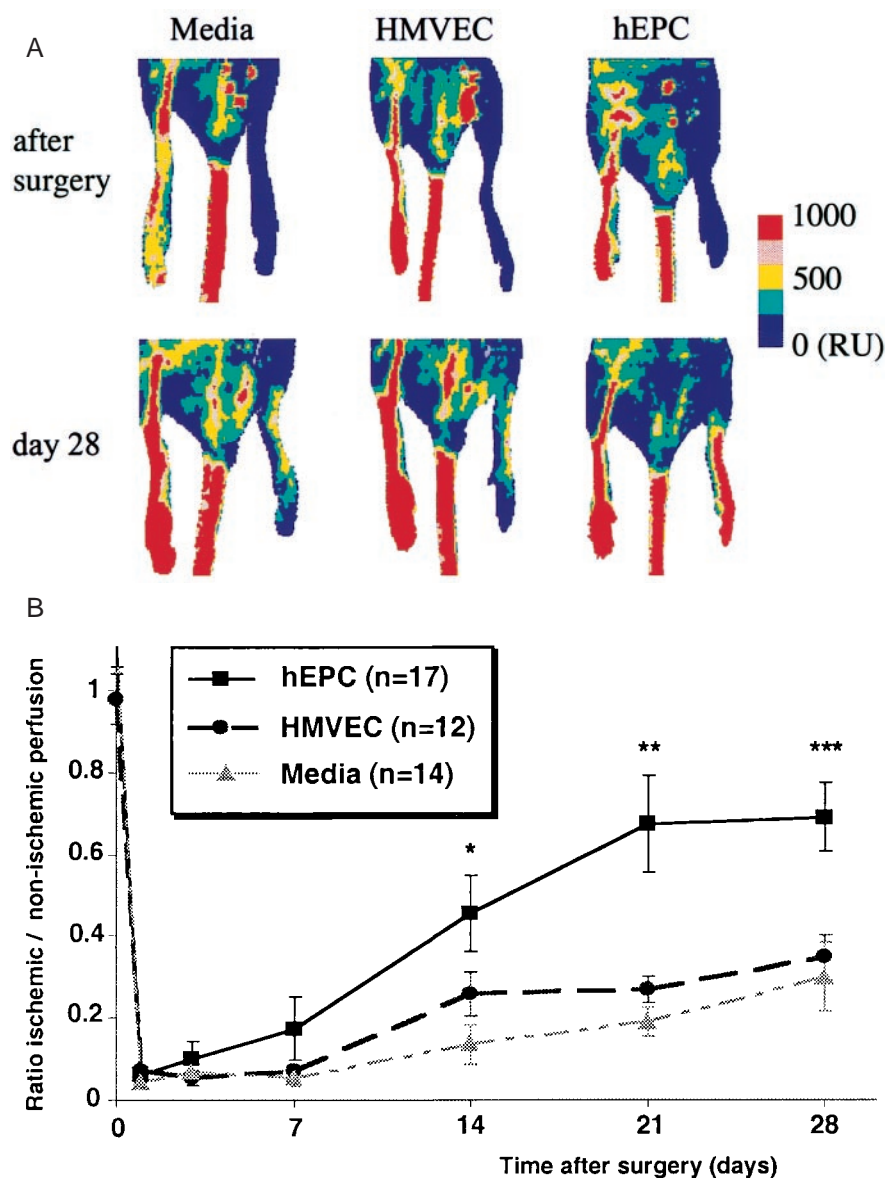 A
Media HMVEC hEPC
after
surgery
1000
500
0 (RU)
day 28
B
Ratio ischemic / non-ischemic perfusion
1
0.8
0.6
0.4
0.2
0
hEPC (n=17)
HMVEC (n=12)
Media (n=14)
*
**
***
0 7 14 21 28
Time after surgery (days)